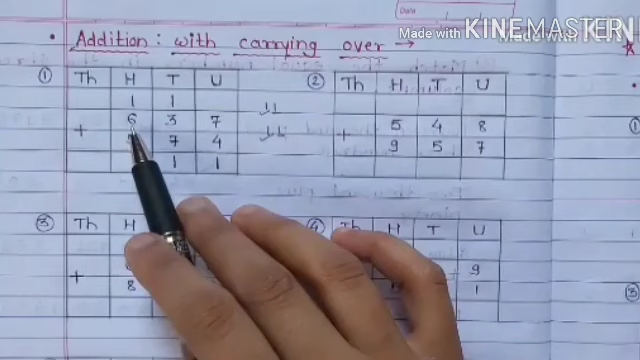 Date
Made with KINEMASTER
• Addition : with carrying over →
① Th H T U
1 1
+ 6 3 7
7 4
1 1
② Th H T U
+ 5 4 8
9 5 7
③ Th H
+ 8
④ Th H T U
9
1